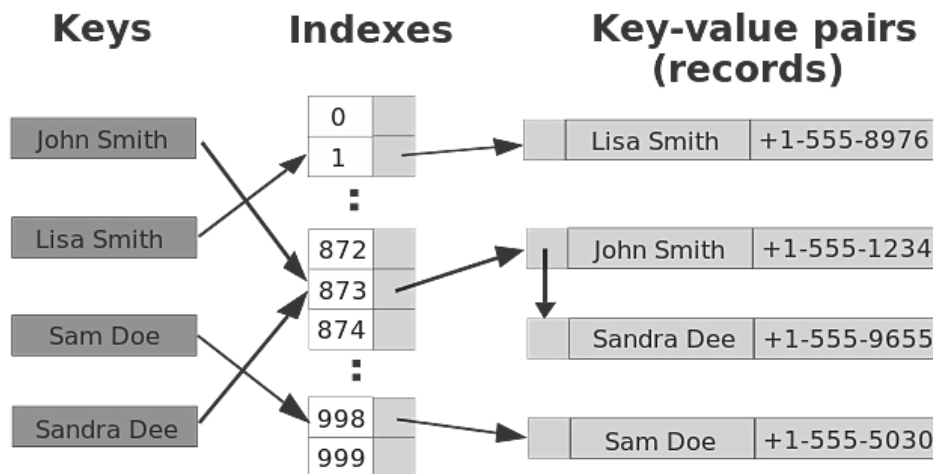 Keys
Indexes
Key-value pairs
(records)
John Smith
Lisa Smith
Sam Doe
Sandra Dee
0
1
:
872
873
874
:
998
999
Lisa Smith +1-555-8976
John Smith +1-555-1234
Sandra Dee +1-555-9655
Sam Doe +1-555-5030